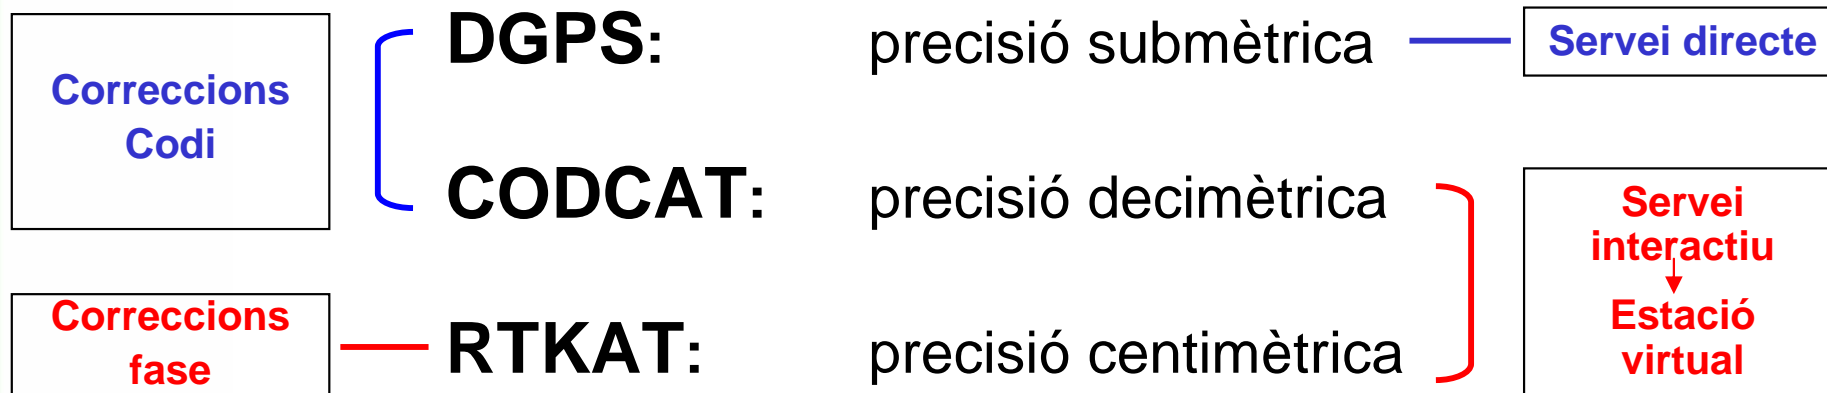 Correccions
Codi
DGPS: precisió submètrica
Servei directe
CODCAT: precisió decimètrica
Correccions
fase
RTKAT: precisió centimètrica
Servei
interactiu
Estació
virtual